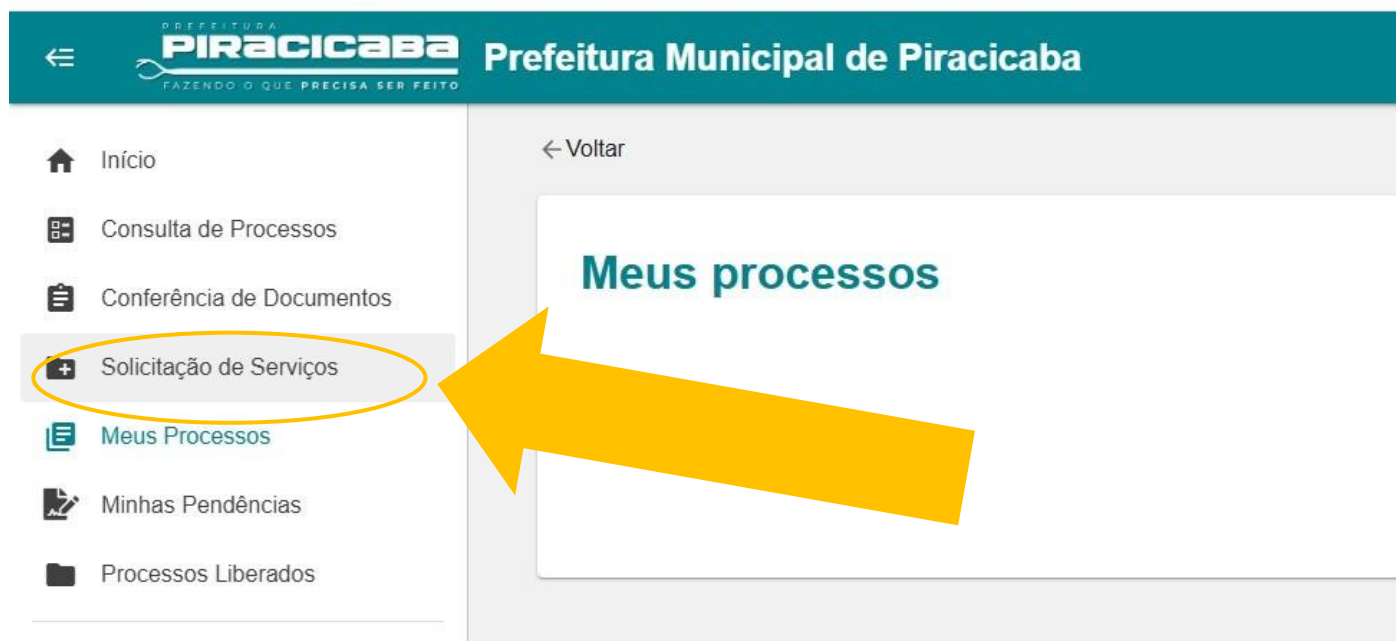 PREFEITURA
PIRACICABA
FAZENDO O QUE PRECISA SER FEITO
Prefeitura Municipal de Piracicaba
Início
Consulta de Processos
Conferência de Documentos
Solicitação de Serviços
Meus Processos
Minhas Pendências
Processos Liberados
Voltar
Meus processos